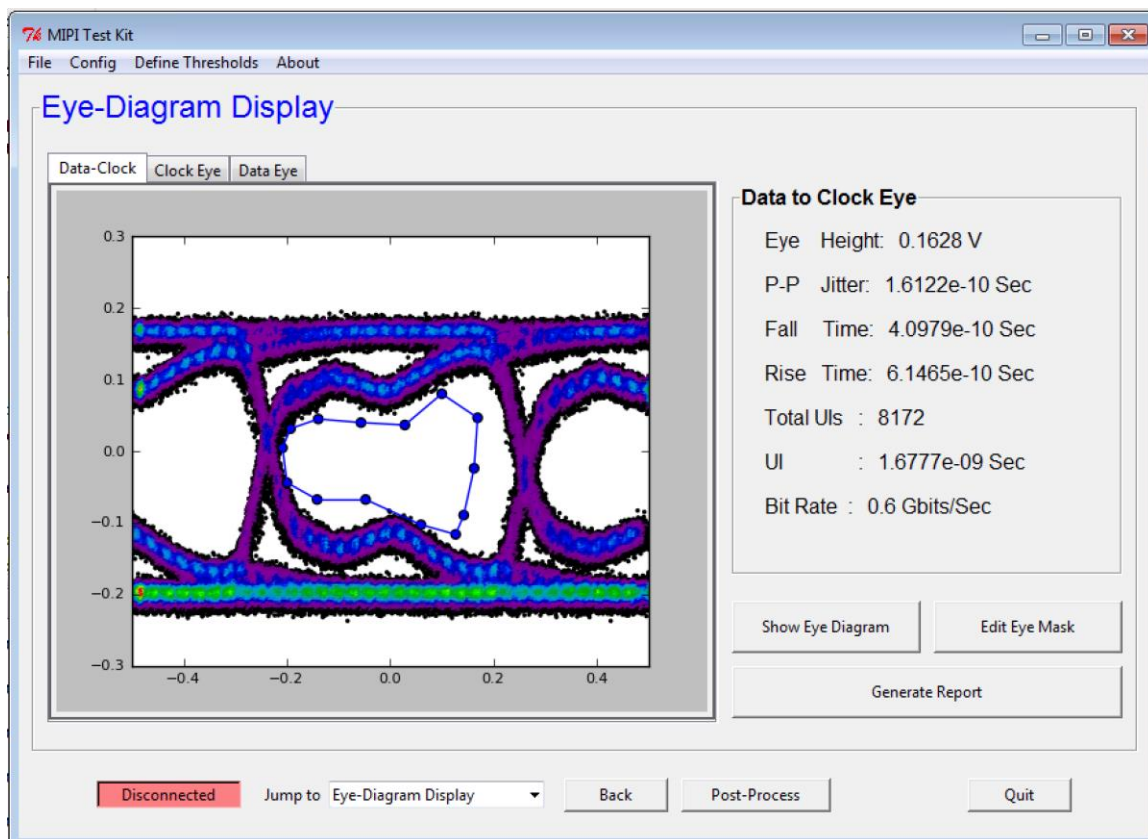 MIPI Test Kit
File Config Define Thresholds About
Eye-Diagram Display
Data-Clock Clock Eye Data Eye
0.3
0.2
0.1
0.0
−0.1
−0.2
−0.3
−0.4 −0.2 0.0 0.2 0.4
Data to Clock Eye
Eye Height: 0.1628 V
P-P Jitter: 1.6122e-10 Sec
Fall Time: 4.0979e-10 Sec
Rise Time: 6.1465e-10 Sec
Total UIs : 8172
UI : 1.6777e-09 Sec
Bit Rate : 0.6 Gbits/Sec
Show Eye Diagram Edit Eye Mask
Generate Report
Disconnected Jump to Eye-Diagram Display Back Post-Process Quit